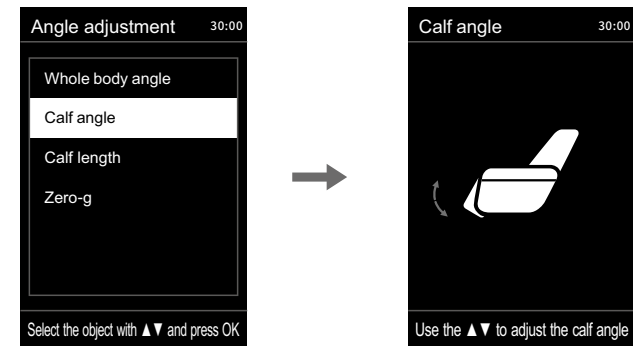 Angle adjustment 30:00
Whole body angle
Calf angle
Calf length
Zero-g
Select the object with ▲▼ and press OK
Calf angle 30:00
Use the ▲▼ to adjust the calf angle